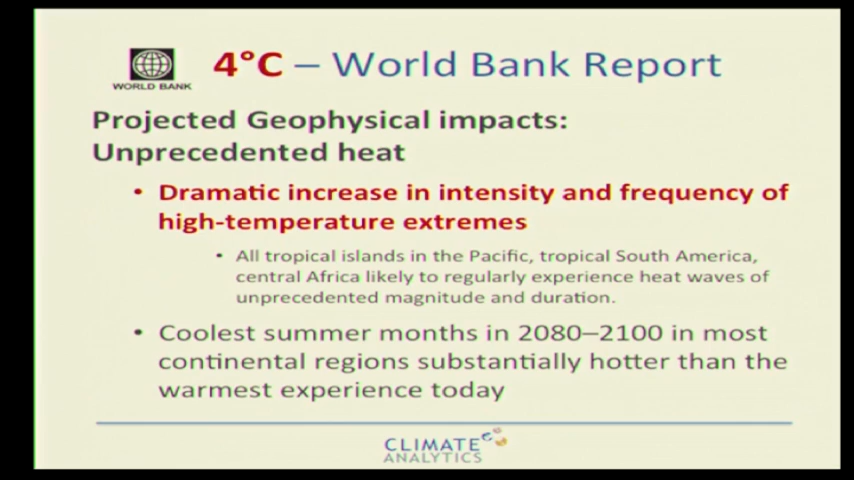 4°C – World Bank Report
WORLD BANK
Projected Geophysical impacts:
Unprecedented heat
• Dramatic increase in intensity and frequency of
high-temperature extremes
• All tropical islands in the Pacific, tropical South America,
central Africa likely to regularly experience heat waves of
unprecedented magnitude and duration.
• Coolest summer months in 2080–2100 in most
continental regions substantially hotter than the
warmest experience today
CLIMATE
ANALYTICS